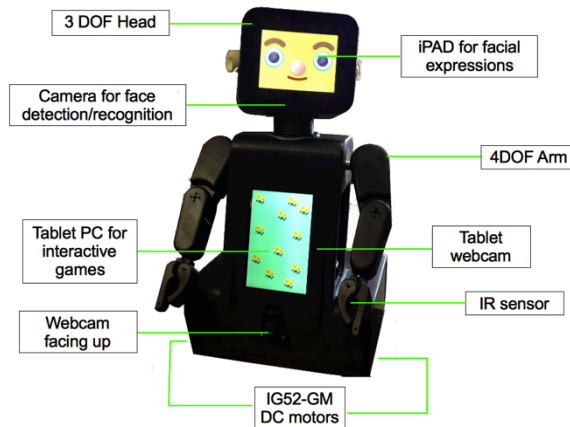 3 DOF Head
iPAD for facial
expressions
Camera for face
detection/recognition
4DOF Arm
Tablet PC for
interactive
games
Tablet
webcam
IR sensor
Webcam
facing up
IG52-GM
DC motors